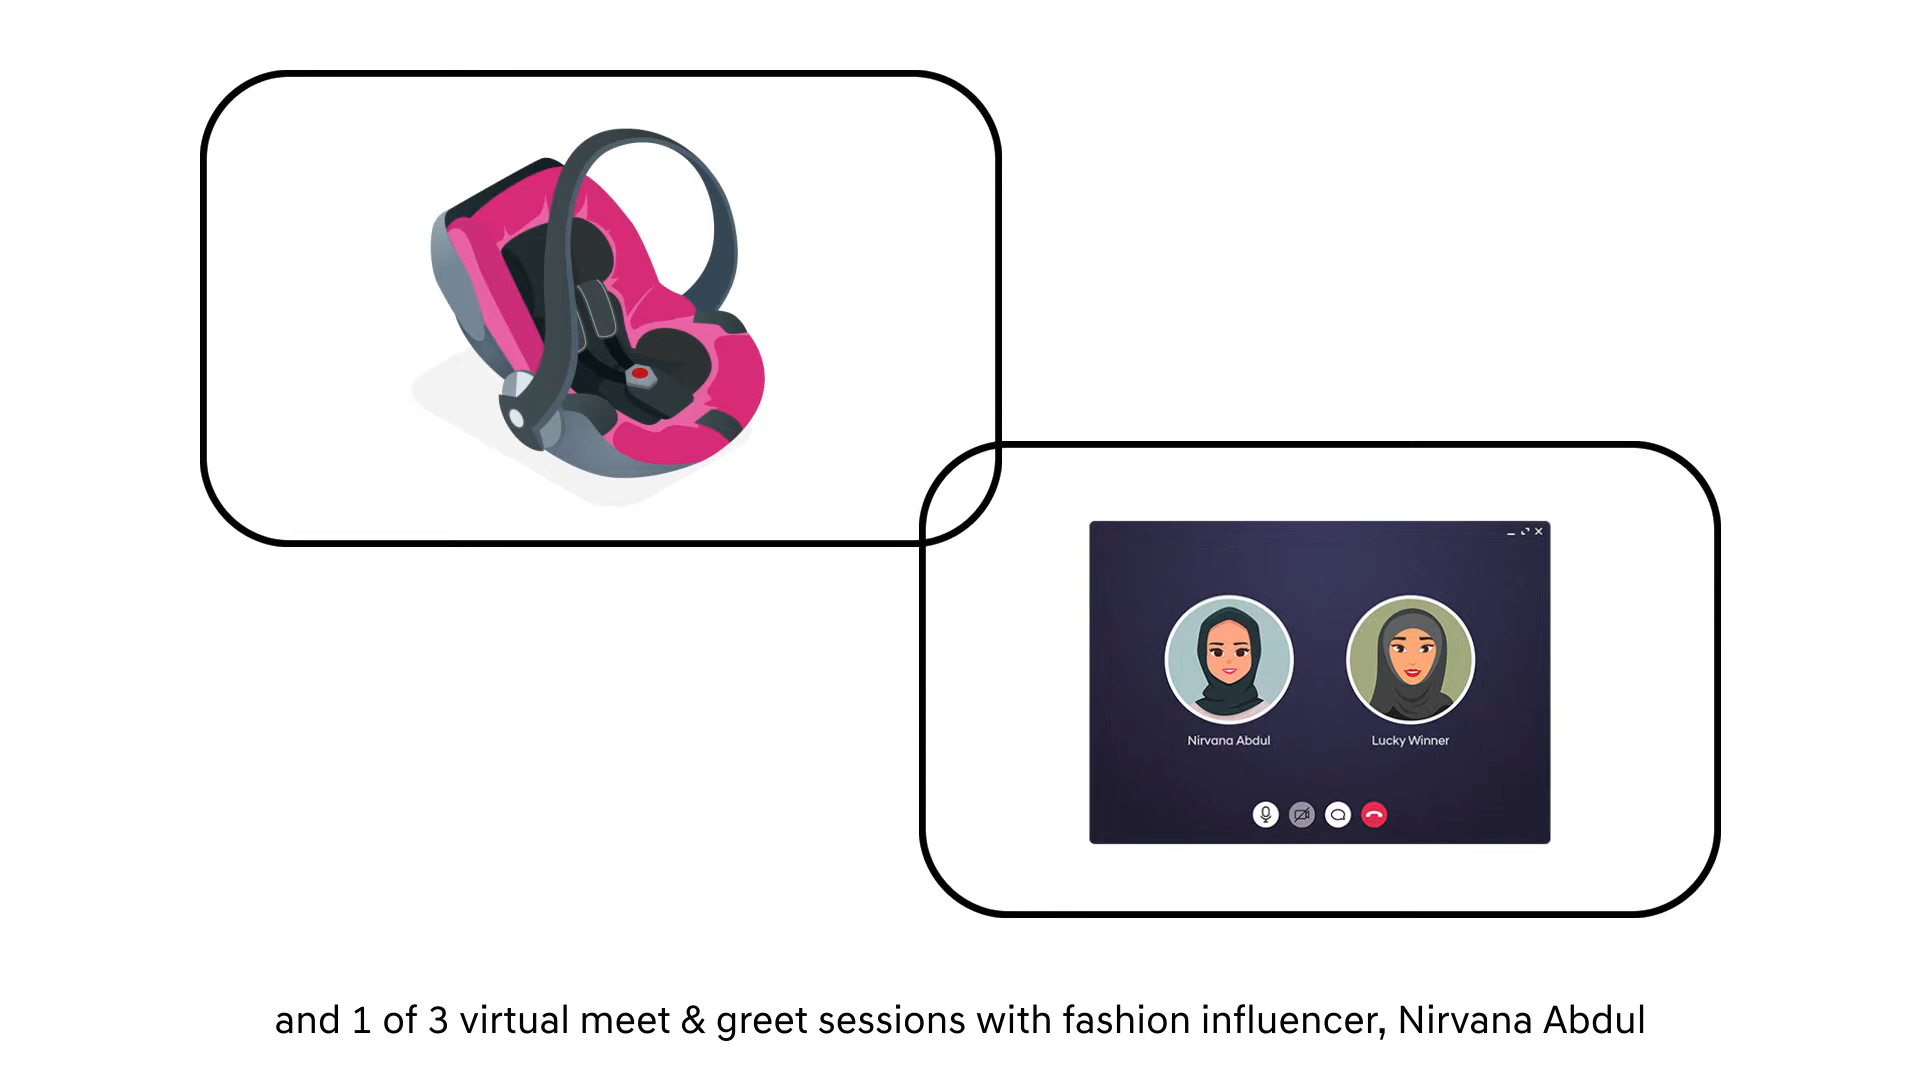 Nirvana Abdul
Lucky Winner
and 1 of 3 virtual meet & greet sessions with fashion influencer, Nirvana Abdul